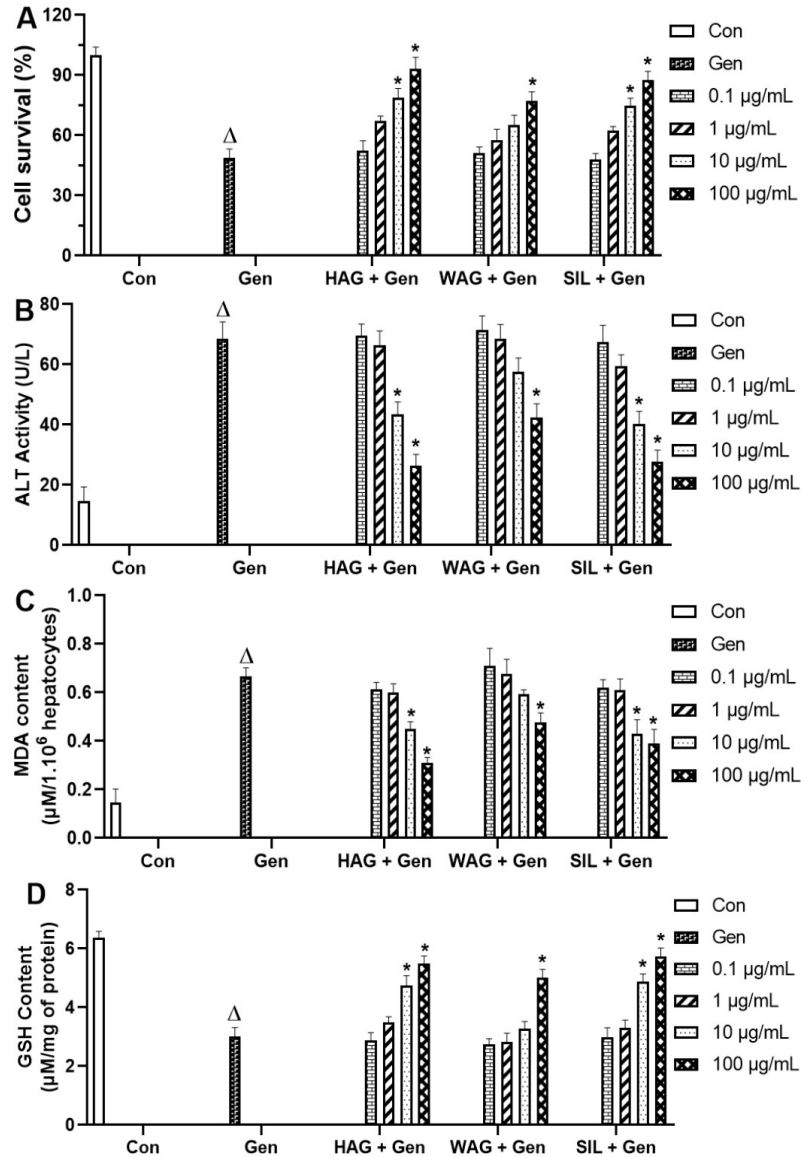 A
Cell survival (%)
120
90
60
30
0
Δ
*
*
*
*
*
Con
Gen
HAG + Gen
WAG + Gen
SIL + Gen
Con
Gen
0.1 µg/mL
1 µg/mL
10 µg/mL
100 µg/mL
B
ALT Activity (U/L)
80
60
40
20
0
Δ
*
*
*
*
*
Con
Gen
HAG + Gen
WAG + Gen
SIL + Gen
Con
Gen
0.1 µg/mL
1 µg/mL
10 µg/mL
100 µg/mL
C
MDA content
(µM/1.10⁶ hepatocytes)
1.0
0.8
0.6
0.4
0.2
0.0
Δ
*
*
*
*
*
Con
Gen
HAG + Gen
WAG + Gen
SIL + Gen
Con
Gen
0.1 µg/mL
1 µg/mL
10 µg/mL
100 µg/mL
D
GSH Content
(µM/mg of protein)
8
6
4
2
0
Δ
*
*
*
*
*
Con
Gen
HAG + Gen
WAG + Gen
SIL + Gen
Con
Gen
0.1 µg/mL
1 µg/mL
10 µg/mL
100 µg/mL